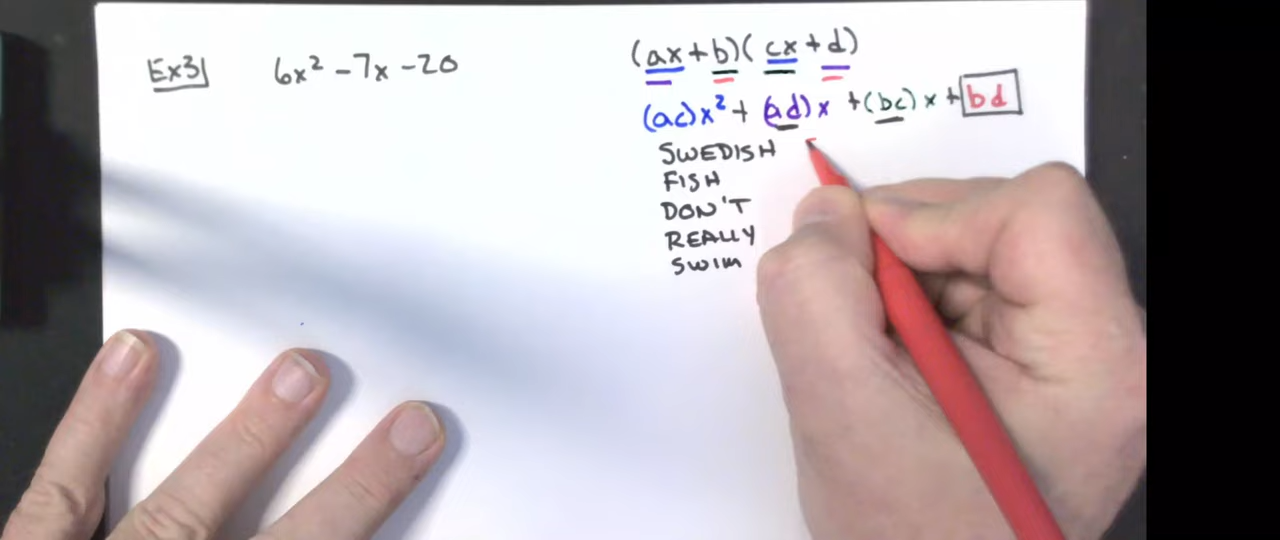 Ex3 6x² - 7x - 20
(ax + b)(cx + d)
(ac)x² + (ad)x + (bc)x + bd
SWEDISH
FISH
DON'T
REALLY
SWIM